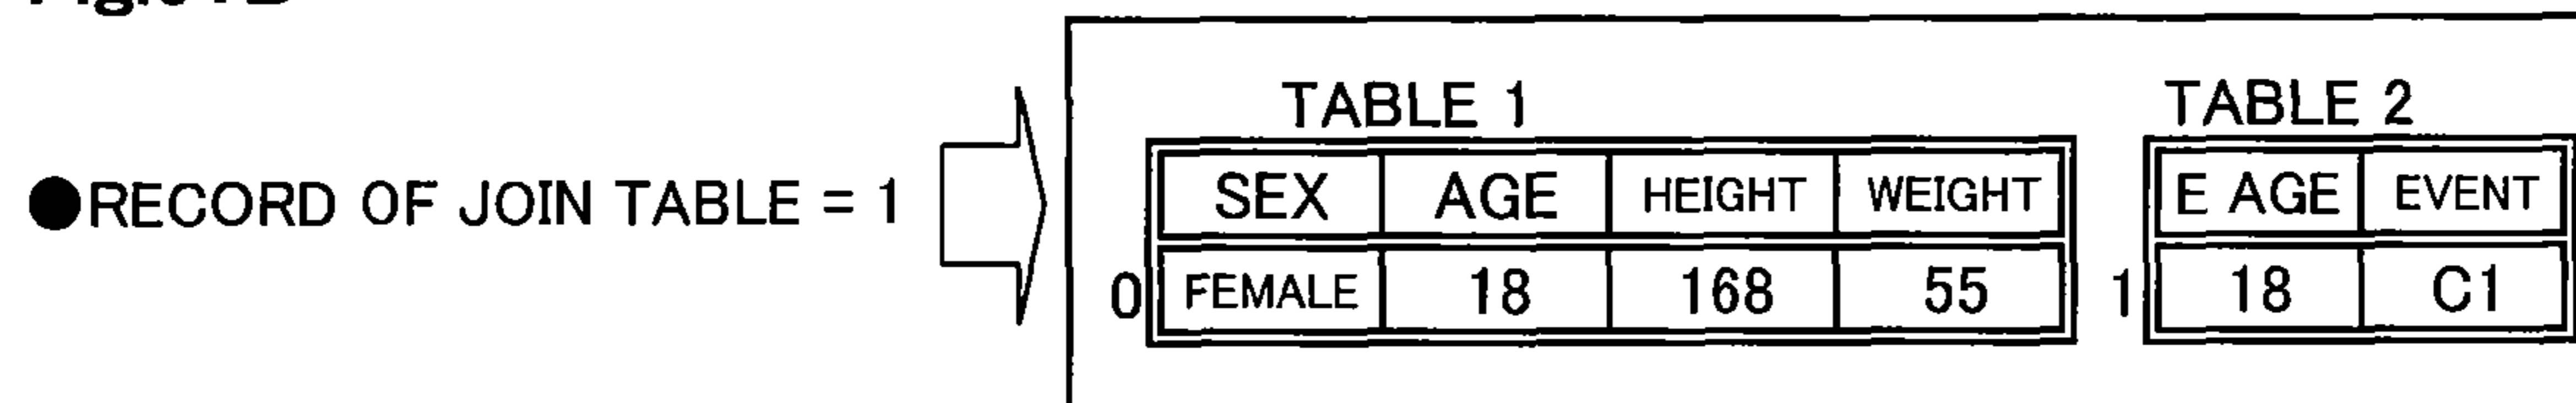 TABLE 1 TABLE 2
●RECORD OF JOIN TABLE = 1
SEX AGE HEIGHT WEIGHT E AGE EVENT
0 FEMALE 18 168 55 1 18 C1